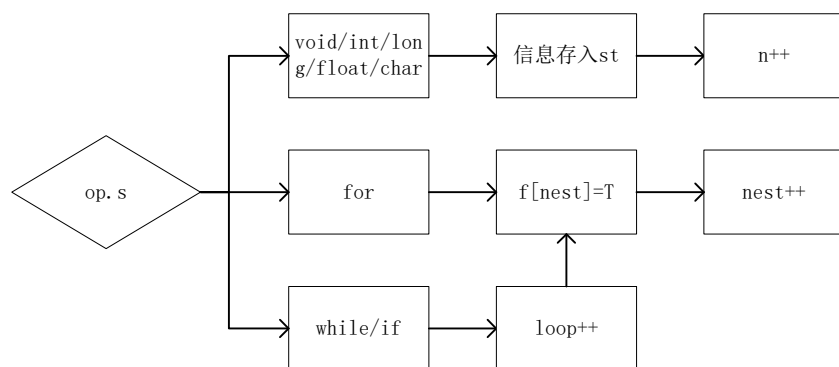 void/int/lon
g/float/char
信息存入st
n++
op.s
for
f[nest]=T
nest++
while/if
loop++